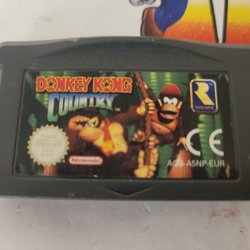 DONKEY KONG
COUNTRY
Nintendo
CE
AGB-A5NP-EUR